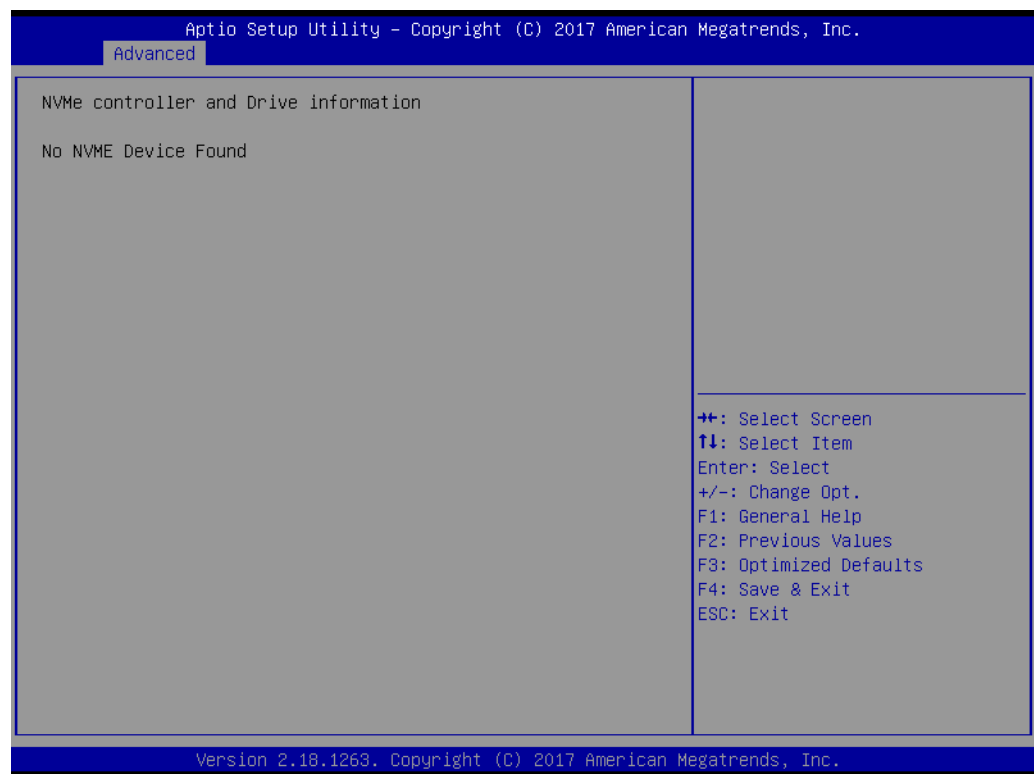 Aptio Setup Utility – Copyright (C) 2017 American Megatrends, Inc.
Advanced
NVMe controller and Drive information
No NVME Device Found
→←: Select Screen
↑↓: Select Item
Enter: Select
+/-: Change Opt.
F1: General Help
F2: Previous Values
F3: Optimized Defaults
F4: Save & Exit
ESC: Exit
Version 2.18.1263. Copyright (C) 2017 American Megatrends, Inc.